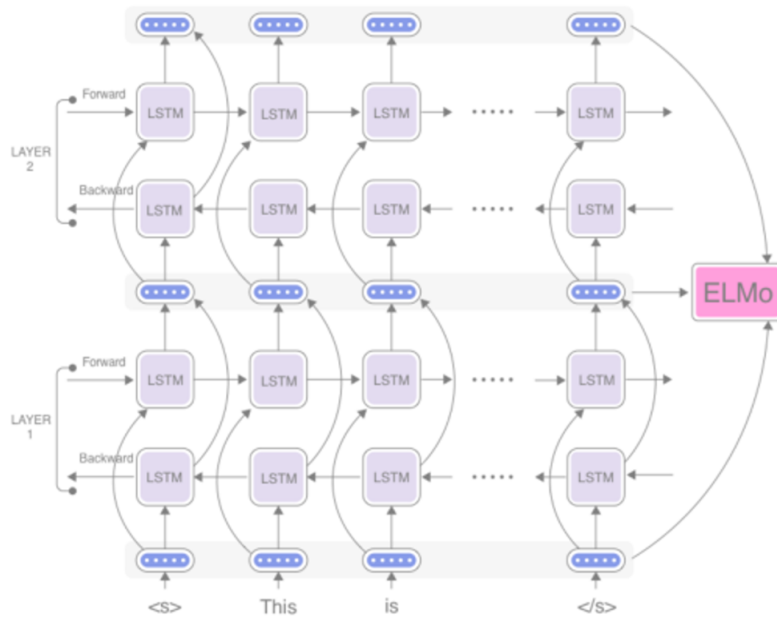 Forward
LSTM LSTM LSTM ..... LSTM
LAYER
2
Backward
LSTM LSTM LSTM ..... LSTM
ELMo
Forward
LSTM LSTM LSTM ..... LSTM
LAYER
1
Backward
LSTM LSTM LSTM ..... LSTM
<s> This is </s>